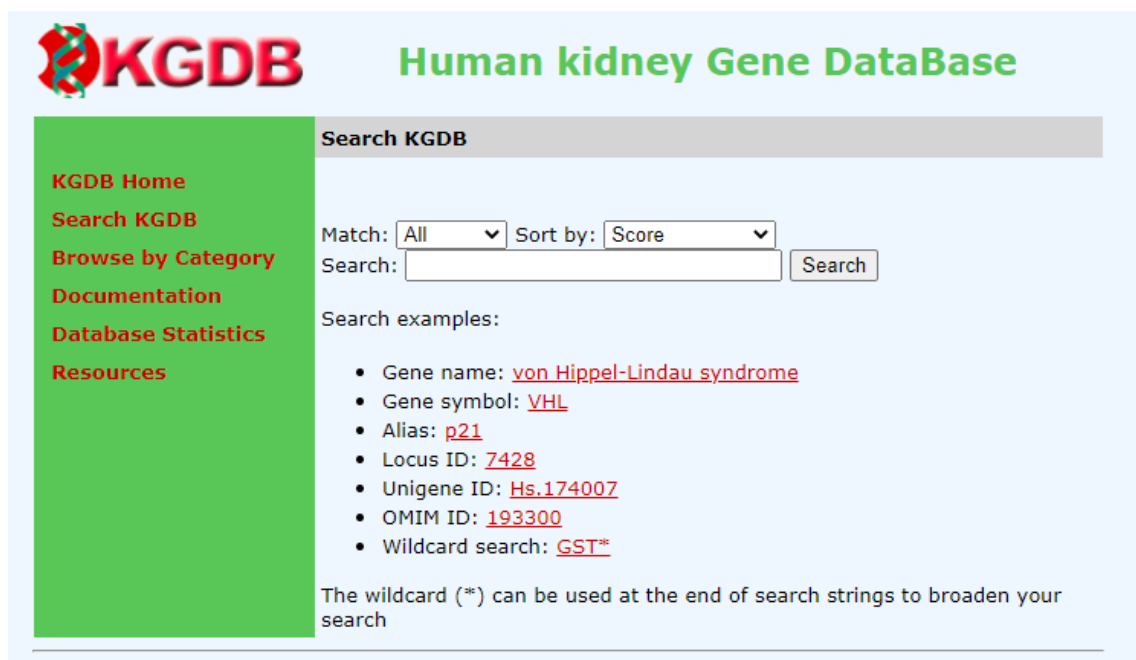 KGDB
Human kidney Gene DataBase
Search KGDB
KGDB Home
Search KGDB
Browse by Category
Documentation
Database Statistics
Resources
Match: All Sort by: Score
Search: Search
Search examples:
• Gene name: von Hippel-Lindau syndrome
• Gene symbol: VHL
• Alias: p21
• Locus ID: 7428
• Unigene ID: Hs.174007
• OMIM ID: 193300
• Wildcard search: GST*
The wildcard (*) can be used at the end of search strings to broaden your
search